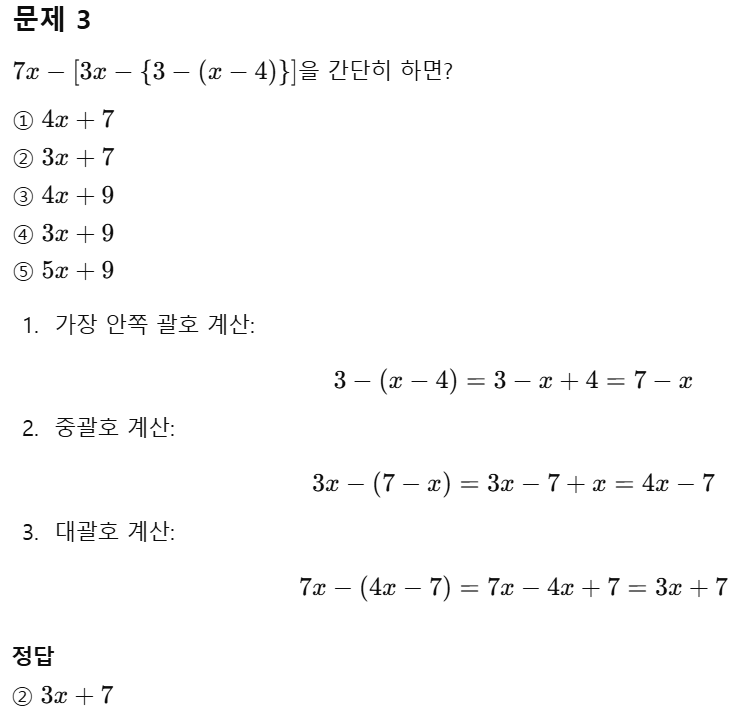 문제 3
7x − [3x − {3 − (x − 4)}]을 간단히 하면?
① 4x + 7
② 3x + 7
③ 4x + 9
④ 3x + 9
⑤ 5x + 9
1. 가장 안쪽 괄호 계산:
3 − (x − 4) = 3 − x + 4 = 7 − x
2. 중괄호 계산:
3x − (7 − x) = 3x − 7 + x = 4x − 7
3. 대괄호 계산:
7x − (4x − 7) = 7x − 4x + 7 = 3x + 7
정답
② 3x + 7